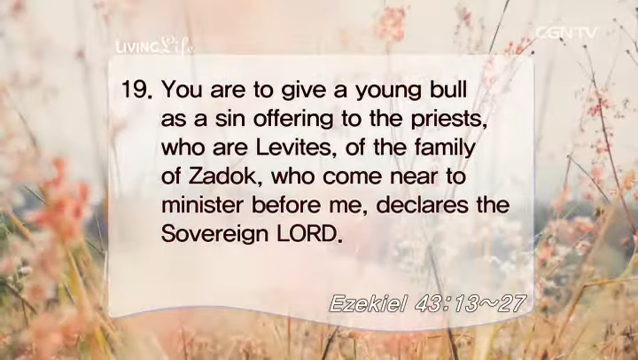 LIVING Life
CGNTV
19. You are to give a young bull
as a sin offering to the priests,
who are Levites, of the family
of Zadok, who come near to
minister before me, declares the
Sovereign LORD.
Ezekiel 43:13~27